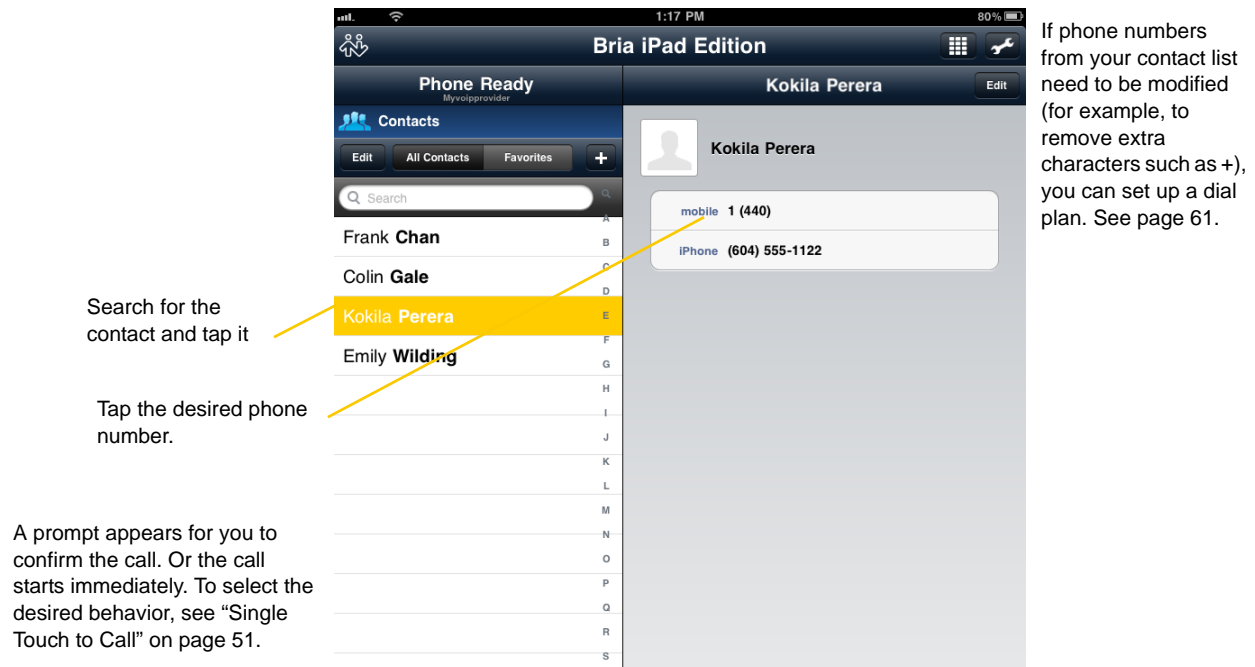 1:17 PM
80%
Bria iPad Edition
Phone Ready
Myvoipprovider
Kokila Perera
Edit
Contacts
Edit
All Contacts
Favorites
+
Search
Frank Chan
Colin Gale
Kokila Perera
Emily Wilding
A
B
C
D
E
F
G
H
I
J
K
L
M
N
O
P
Q
R
S
Kokila Perera
mobile 1 (440)
iPhone (604) 555-1122
If phone numbers
from your contact list
need to be modified
(for example, to
remove extra
characters such as +),
you can set up a dial
plan. See page 61.
Search for the
contact and tap it
Tap the desired phone
number.
A prompt appears for you to
confirm the call. Or the call
starts immediately. To select the
desired behavior, see “Single
Touch to Call” on page 51.